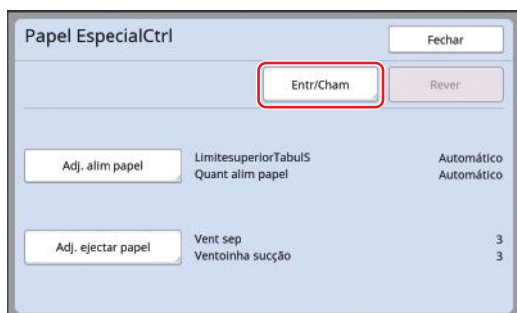 Papel EspecialCtrl
Fechar
Entr/Cham
Rever
Adj. alim papel
LimitesuperiorTabulS Automático
Quant alim papel Automático
Adj. ejectar papel
Vent sep 3
Ventoinha sucção 3